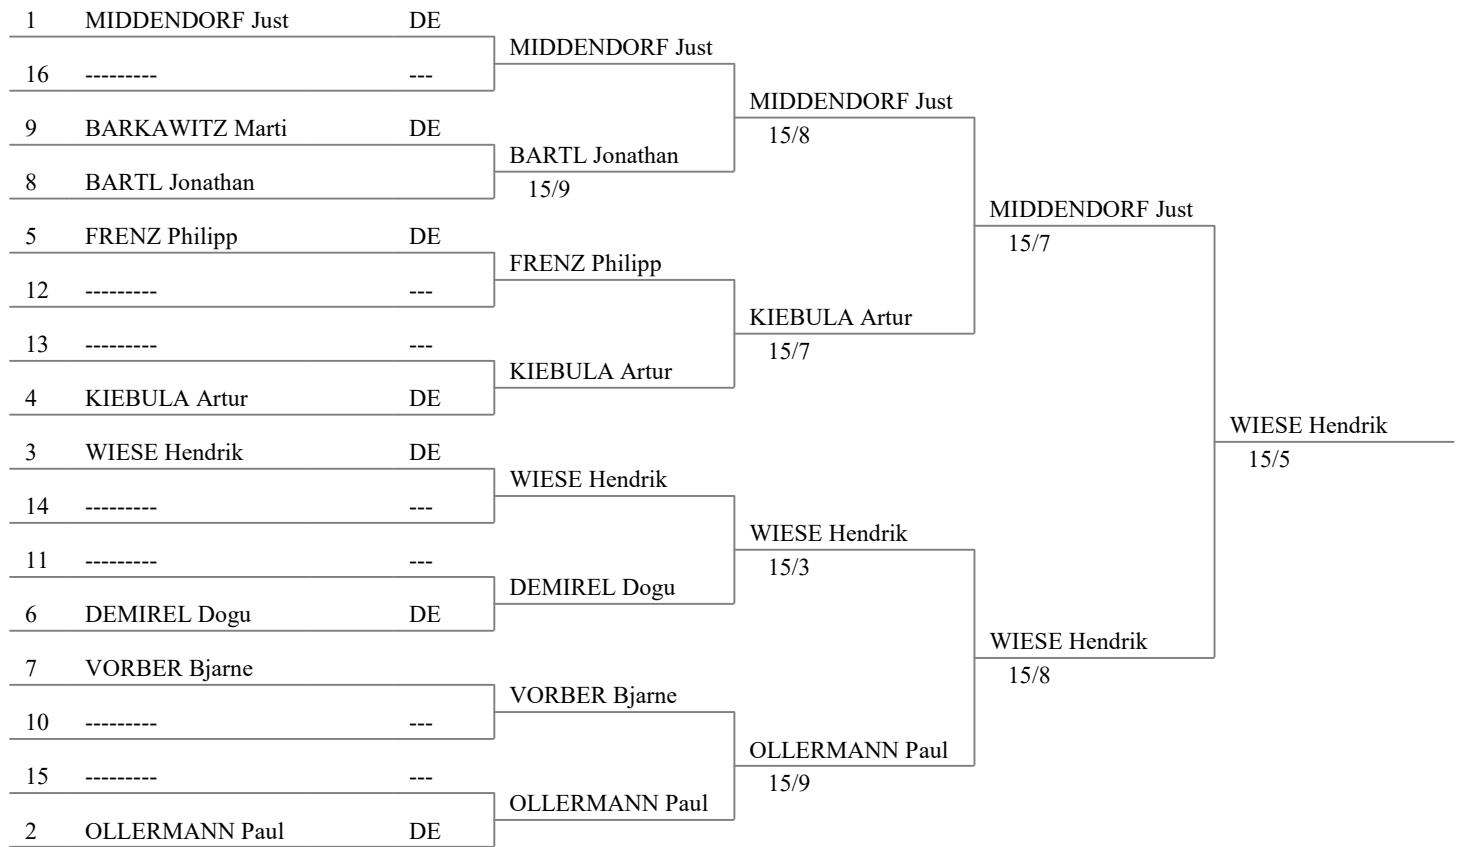 1 MIDDENDORF Just DE
MIDDENDORF Just
16 --------- ---
MIDDENDORF Just
15/8
9 BARKAWITZ Marti DE
BARTL Jonathan
15/9
8 BARTL Jonathan
MIDDENDORF Just
15/7
5 FRENZ Philipp DE
FRENZ Philipp
12 --------- ---
KIEBULA Artur
15/7
13 --------- ---
KIEBULA Artur
4 KIEBULA Artur DE
WIESE Hendrik
15/5
3 WIESE Hendrik DE
WIESE Hendrik
14 --------- ---
WIESE Hendrik
15/3
11 --------- ---
DEMIREL Dogu
6 DEMIREL Dogu DE
WIESE Hendrik
15/8
7 VORBER Bjarne
VORBER Bjarne
10 --------- ---
OLLERMANN Paul
15/9
15 --------- ---
OLLERMANN Paul
2 OLLERMANN Paul DE